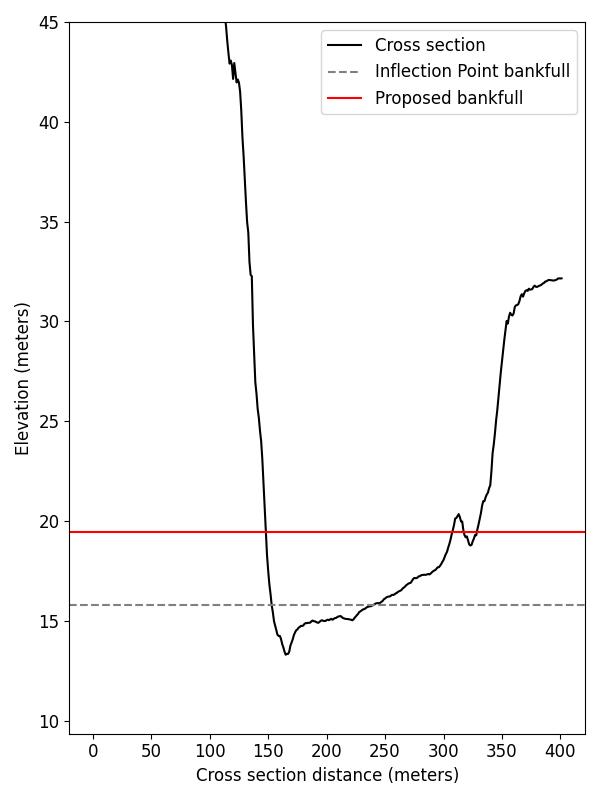 Cross section
Inflection Point bankfull
Proposed bankfull
45
40
35
30
25
20
15
10
Elevation (meters)
0 50 100 150 200 250 300 350 400
Cross section distance (meters)